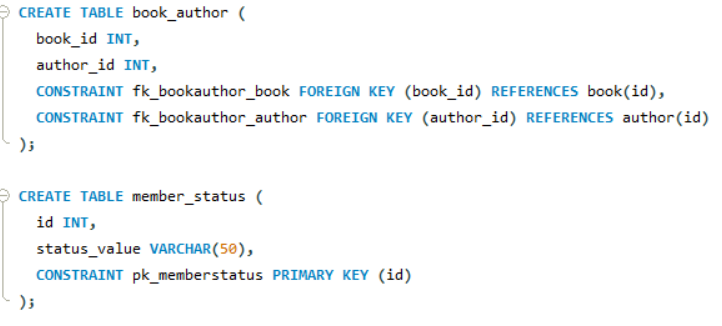 CREATE TABLE book_author (
book_id INT,
author_id INT,
CONSTRAINT fk_bookauthor_book FOREIGN KEY (book_id) REFERENCES book(id),
CONSTRAINT fk_bookauthor_author FOREIGN KEY (author_id) REFERENCES author(id)
);
CREATE TABLE member_status (
id INT,
status_value VARCHAR(50),
CONSTRAINT pk_memberstatus PRIMARY KEY (id)
);